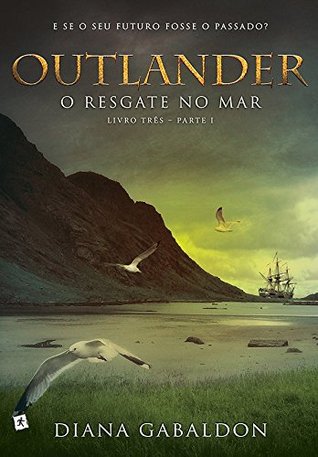 E SE O SEU FUTURO FOSSE O PASSADO?
OUTLANDER
O RESGATE NO MAR
LIVRO TRÊS – PARTE I
DIANA GABALDON